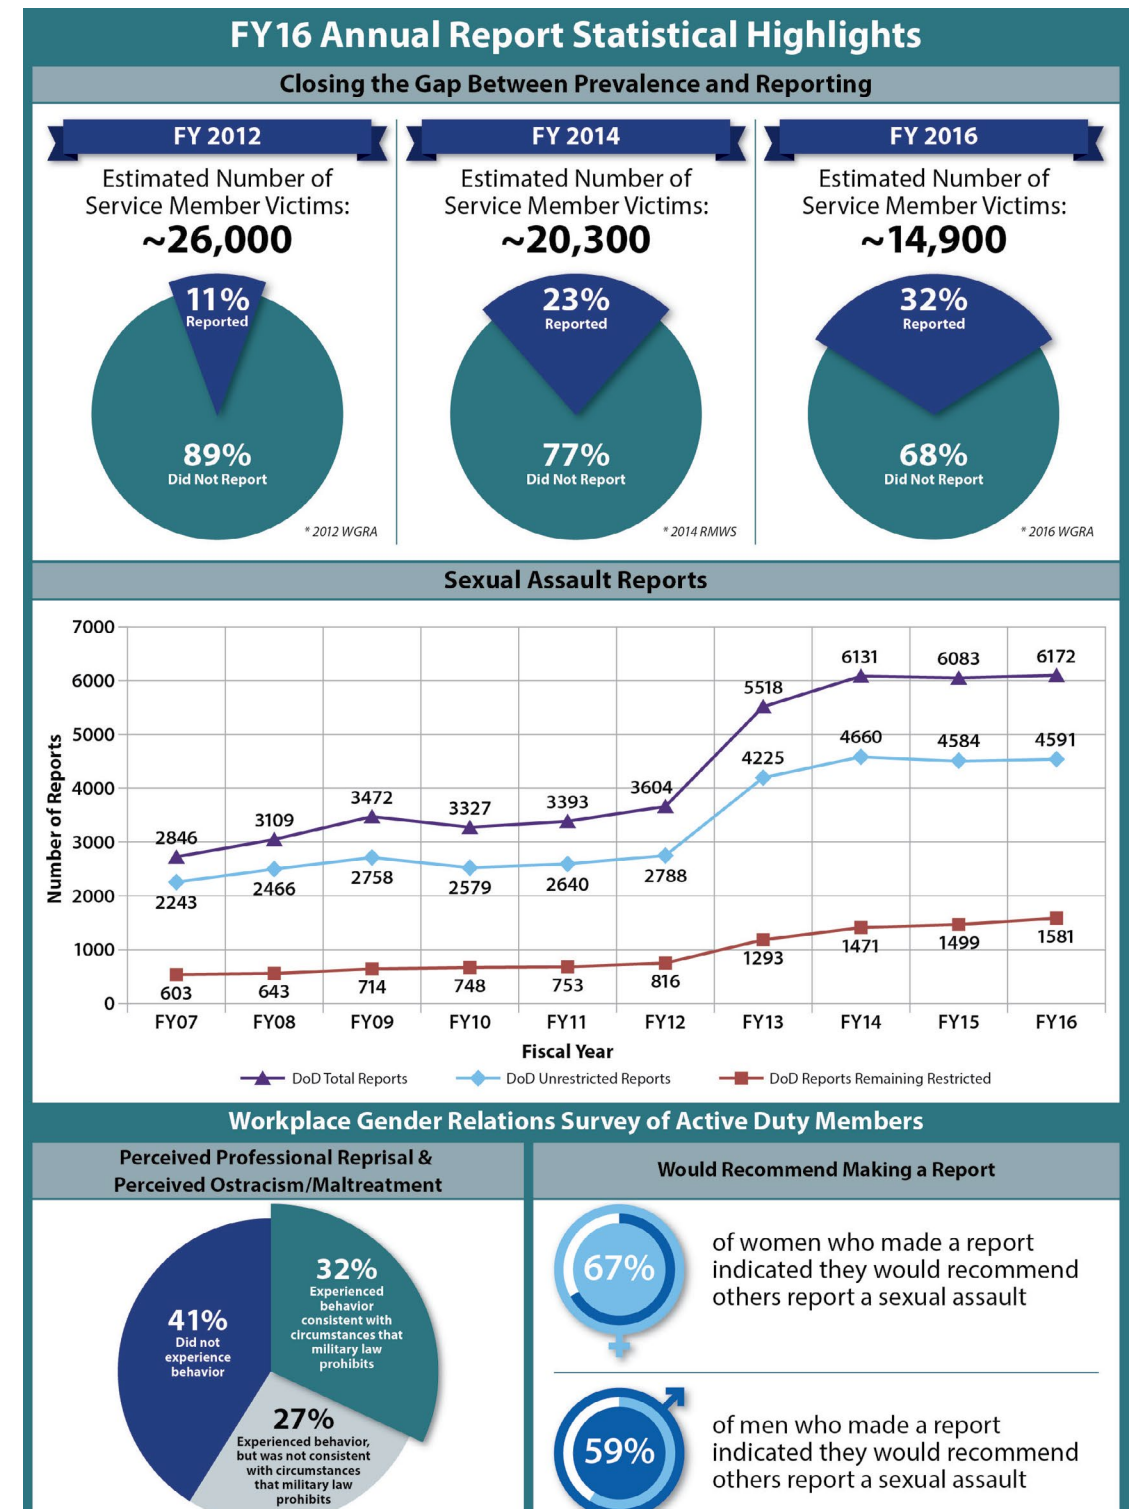 FY16 Annual Report Statistical Highlights
Closing the Gap Between Prevalence and Reporting
FY 2012
Estimated Number of
Service Member Victims:
~26,000
11%
Reported
89%
Did Not Report
* 2012 WGRA
FY 2014
Estimated Number of
Service Member Victims:
~20,300
23%
Reported
77%
Did Not Report
* 2014 RMWS
FY 2016
Estimated Number of
Service Member Victims:
~14,900
32%
Reported
68%
Did Not Report
* 2016 WGRA
Sexual Assault Reports
Number of Reports
7000
6000
5000
4000
3000
2000
1000
0
2846
3109
3472
3327
3393
3604
5518
6131
6083
6172
2243
2466
2758
2579
2640
2788
4225
4660
4584
4591
603
643
714
748
753
816
1293
1471
1499
1581
FY07 FY08 FY09 FY10 FY11 FY12 FY13 FY14 FY15 FY16
Fiscal Year
DoD Total Reports DoD Unrestricted Reports DoD Reports Remaining Restricted
Workplace Gender Relations Survey of Active Duty Members
Perceived Professional Reprisal &
Perceived Ostracism/Maltreatment
32%
Experienced
behavior
consistent with
circumstances that
military law
prohibits
41%
Did not
experience
behavior
27%
Experienced behavior,
but was not consistent
with circumstances
that military law
prohibits
Would Recommend Making a Report
67%
of women who made a report
indicated they would recommend
others report a sexual assault
59%
of men who made a report
indicated they would recommend
others report a sexual assault